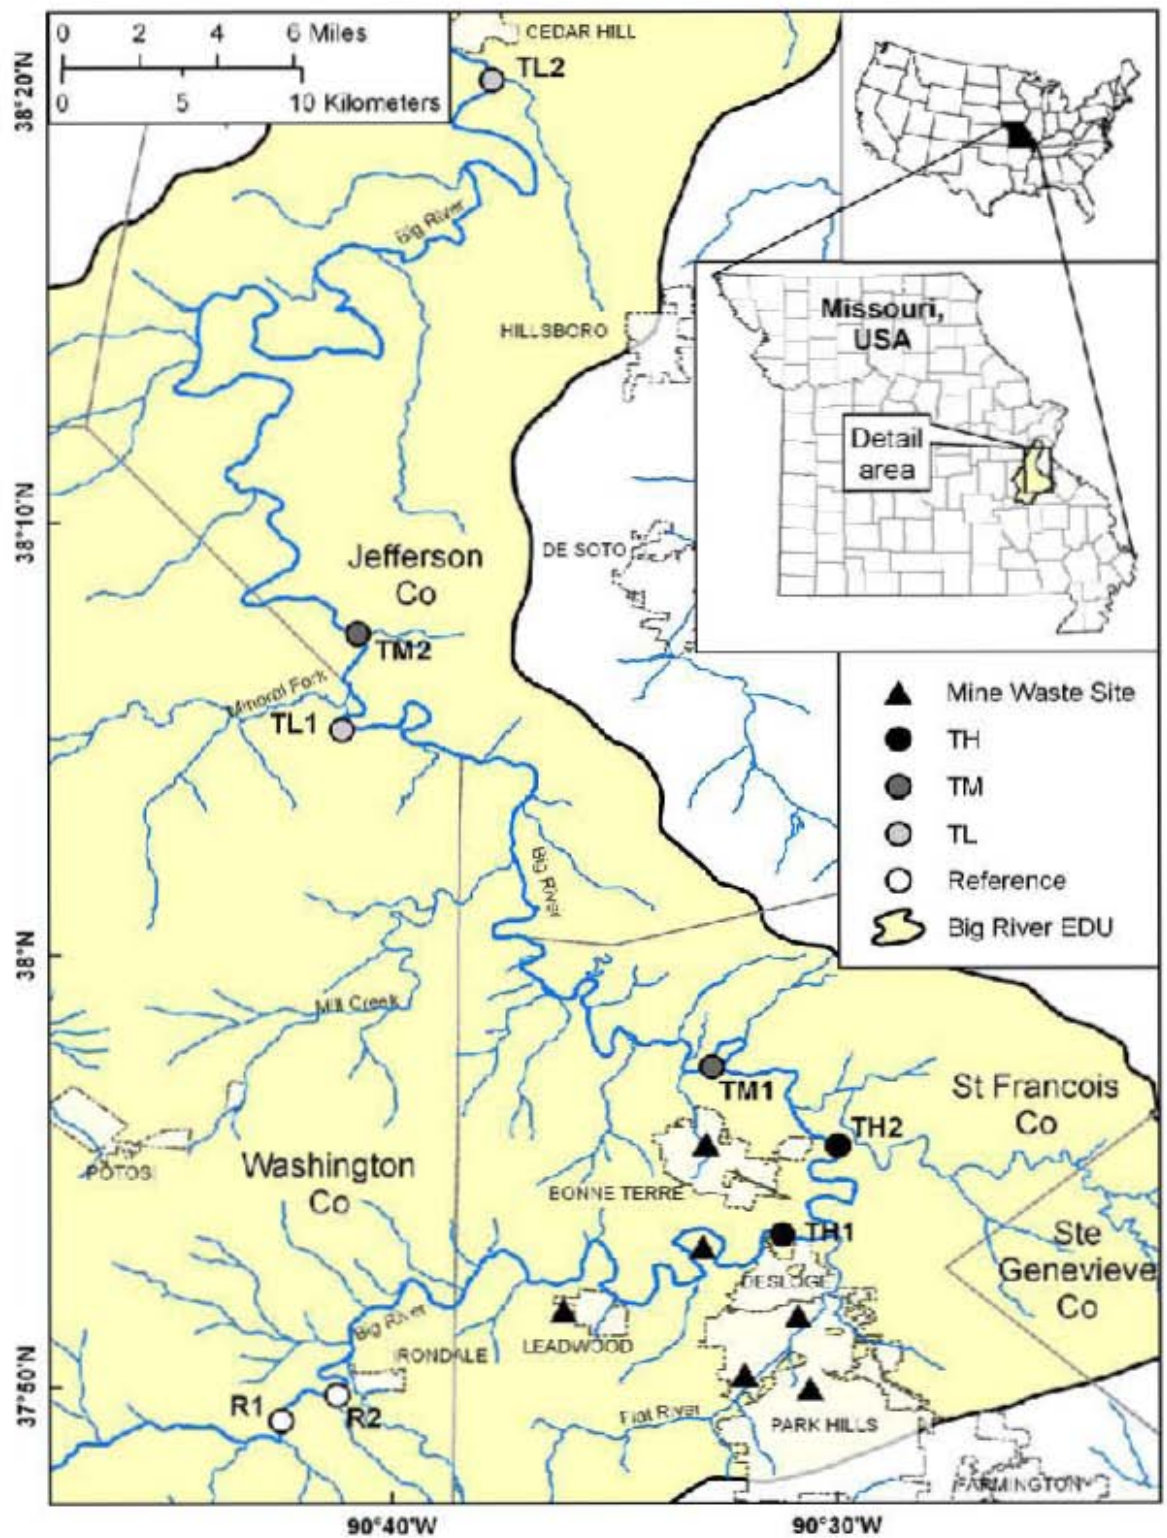 0 2 4 6 Miles
0 5 10 Kilometers
CEDAR HILL
TL2
38°20'N
Big River
HILLSBORO
Missouri,
USA
Detail
area
38°10'N
DE SOTO
Jefferson
Co
TM2
Mineral Fork
TL1
Mine Waste Site
TH
TM
TL
Reference
Big River EDU
Big River
38°N
Mill Creek
TM1
St Francois
Co
TH2
POTOSI
Washington
Co
BONNE TERRE
TH1
Ste
Genevieve
Co
DESLOGE
Big River
IRONDALE
LEADWOOD
37°50'N
R1
R2
Flat River
PARK HILLS
FARMINGTON
90°40'W
90°30'W